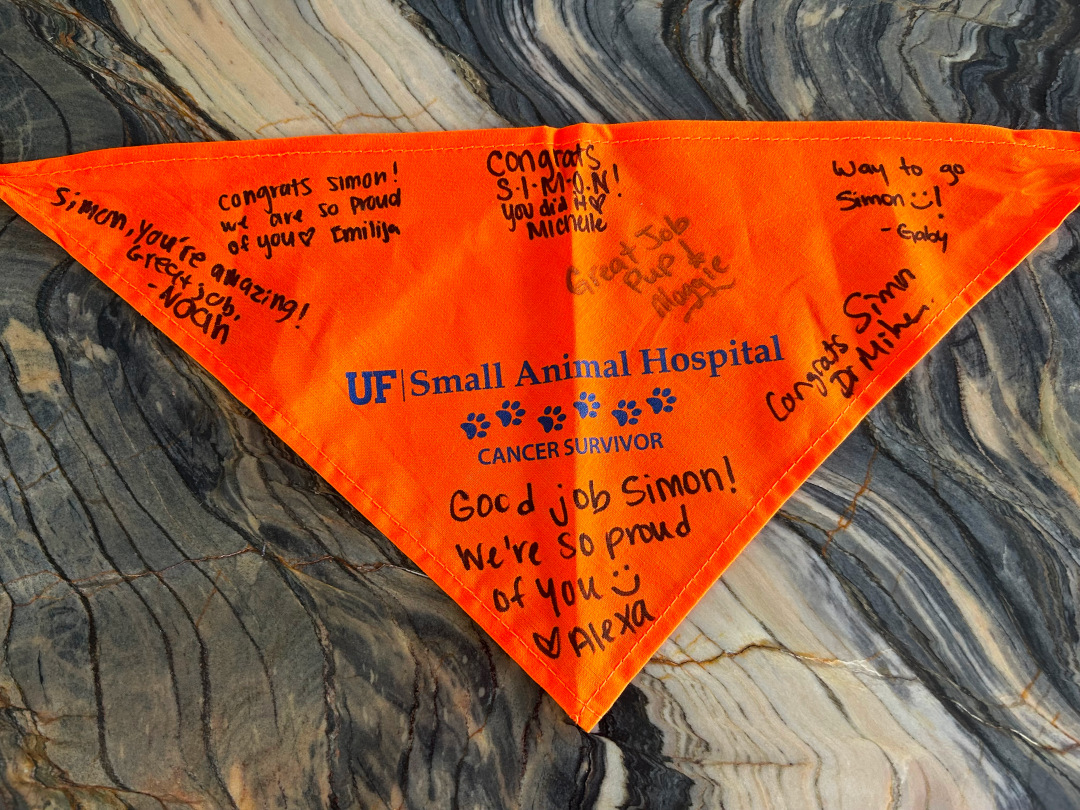 Simon, you're amazing!
Great job.
-Noah
congrats simon!
we are so proud
of you♡ Emilija
Congrats
S·I·M·O·N!
you did it♡
Michelle
Great Job
Pup!
Maggie
Way to go
Simon☺!
- Gaby
Congrats Simon
Dr Mike.
UF | Small Animal Hospital
CANCER SURVIVOR
Good job Simon!
We're so proud
of you ☺
♡ Alexa